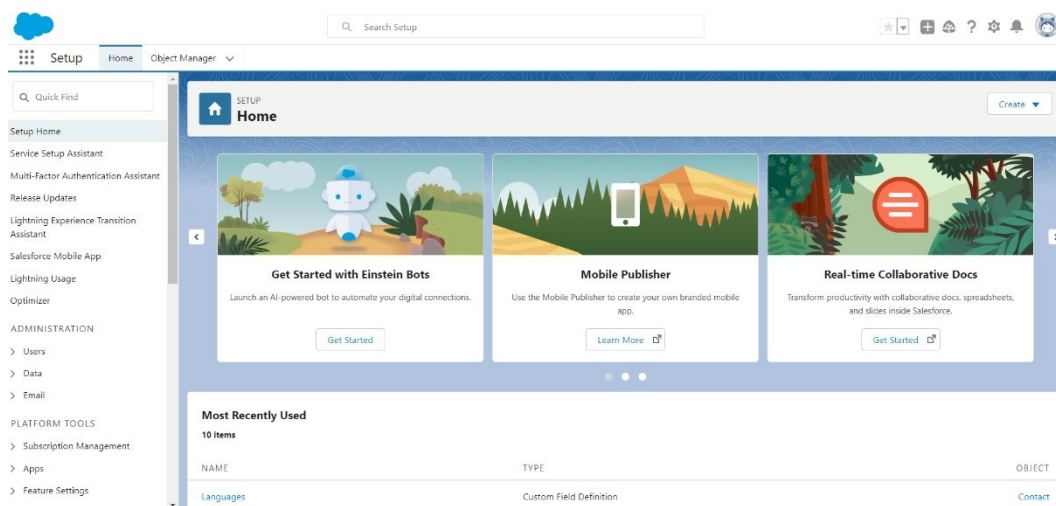 Search Setup
Setup
Home
Object Manager
Quick Find
Setup Home
Service Setup Assistant
Multi-Factor Authentication Assistant
Release Updates
Lightning Experience Transition
Assistant
Salesforce Mobile App
Lightning Usage
Optimizer
ADMINISTRATION
Users
Data
Email
PLATFORM TOOLS
Subscription Management
Apps
Feature Settings
SETUP
Home
Create
Get Started with Einstein Bots
Launch an AI-powered bot to automate your digital connections.
Get Started
Mobile Publisher
Use the Mobile Publisher to create your own branded mobile
app.
Learn More
Real-time Collaborative Docs
Transform productivity with collaborative docs, spreadsheets,
and slides inside Salesforce.
Get Started
Most Recently Used
10 items
NAME TYPE OBJECT
Languages Custom Field Definition Contact